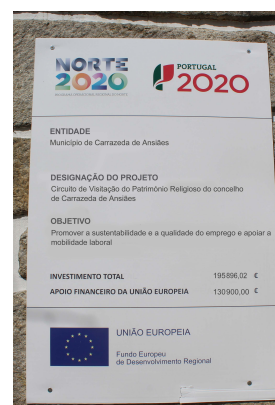 NORTE
2020
PORTUGAL
2020
ENTIDADE
Município de Carrazeda de Ansiães
DESIGNAÇÃO DO PROJETO
Circuito de Visitação do Património Religioso do concelho
de Carrazeda de Ansiães
OBJETIVO
Promover a sustentabilidade e a qualidade do emprego e apoiar a
mobilidade laboral
INVESTIMENTO TOTAL 195896,02 €
APOIO FINANCEIRO DA UNIÃO EUROPEIA 130900,00 €
UNIÃO EUROPEIA
Fundo Europeu
de Desenvolvimento Regional